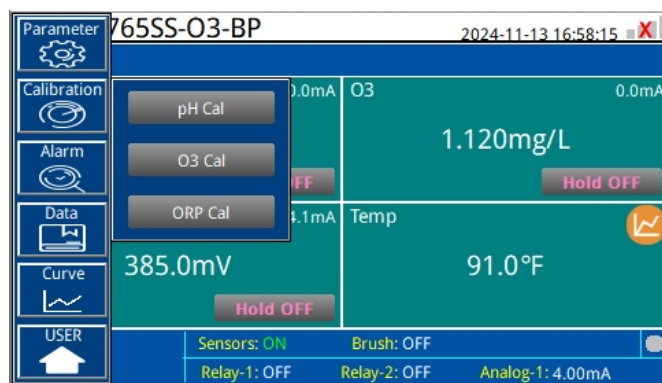 Parameter
765SS-O3-BP
2024-11-13 16:58:15
X
Calibration
pH Cal
O3 Cal
ORP Cal
0.0mA
O3
0.0mA
1.120mg/L
OFF
Hold OFF
Alarm
Data
4.1mA
Temp
385.0mV
91.0°F
Hold OFF
Curve
USER
Sensors: ON
Brush: OFF
Relay-1: OFF
Relay-2: OFF
Analog-1: 4.00mA